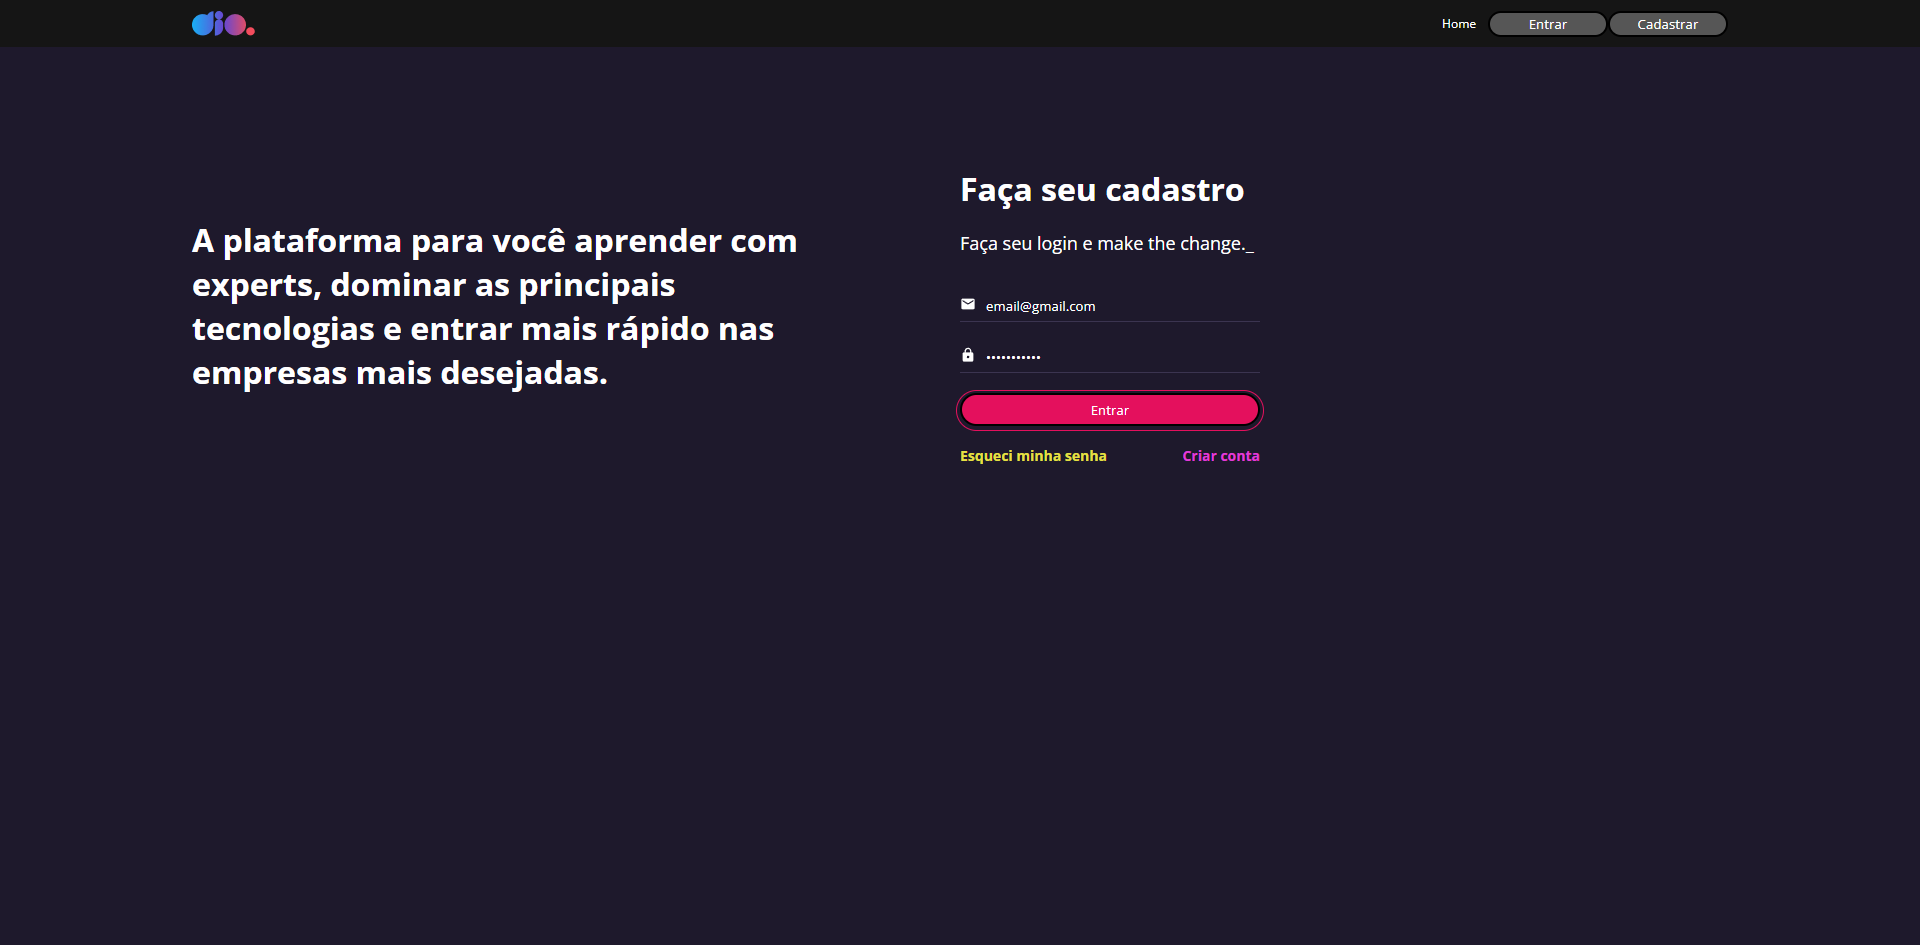 dio.
Home
Entrar
Cadastrar
A plataforma para você aprender com
experts, dominar as principais
tecnologias e entrar mais rápido nas
empresas mais desejadas.
Faça seu cadastro
Faça seu login e make the change._
email@gmail.com
•••••••••••
Entrar
Esqueci minha senha
Criar conta